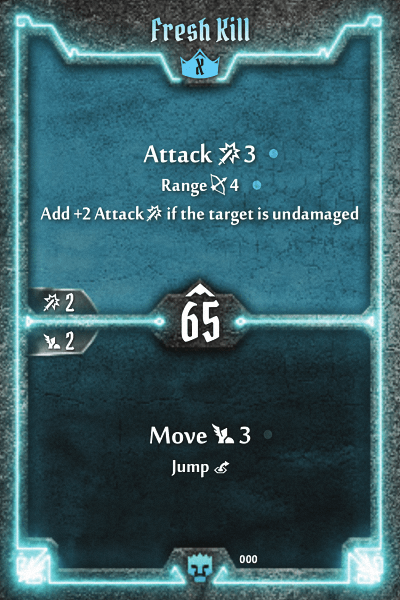 Fresh Kill
X
Attack 3
Range 4
Add +2 Attack if the target is undamaged
2
65
2
Move 3
Jump
000